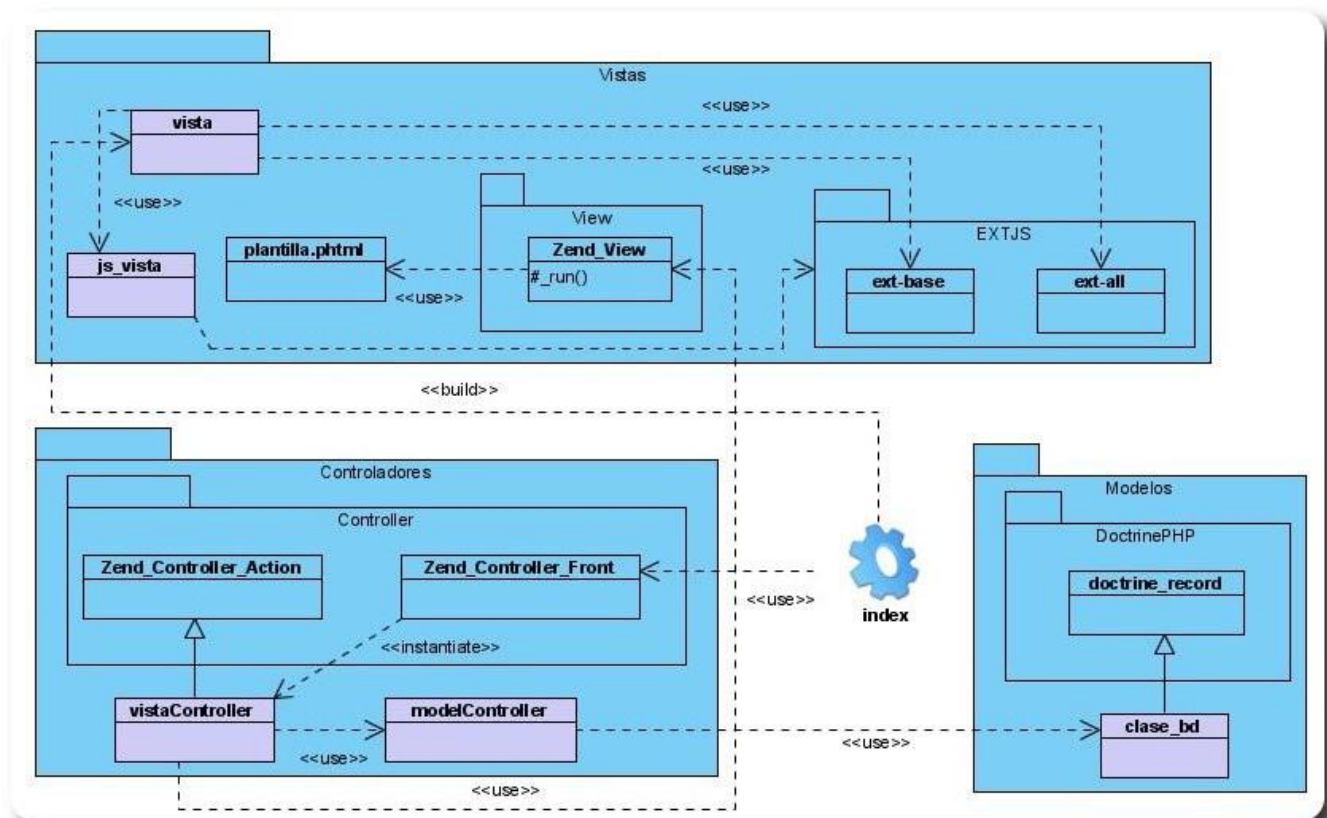 Vistas
<<use>>
vista
<<use>>
<<use>>
View
EXTJS
plantilla.phtml
Zend_View
js_vista
#_run()
ext-base
ext-all
<<use>>
<<build>>
Controladores
Modelos
Controller
DoctrinePHP
Zend_Controller_Action
Zend_Controller_Front
doctrine_record
<<use>>
index
<<instantiate>>
vistaController
modelController
clase_bd
<<use>>
<<use>>
<<use>>